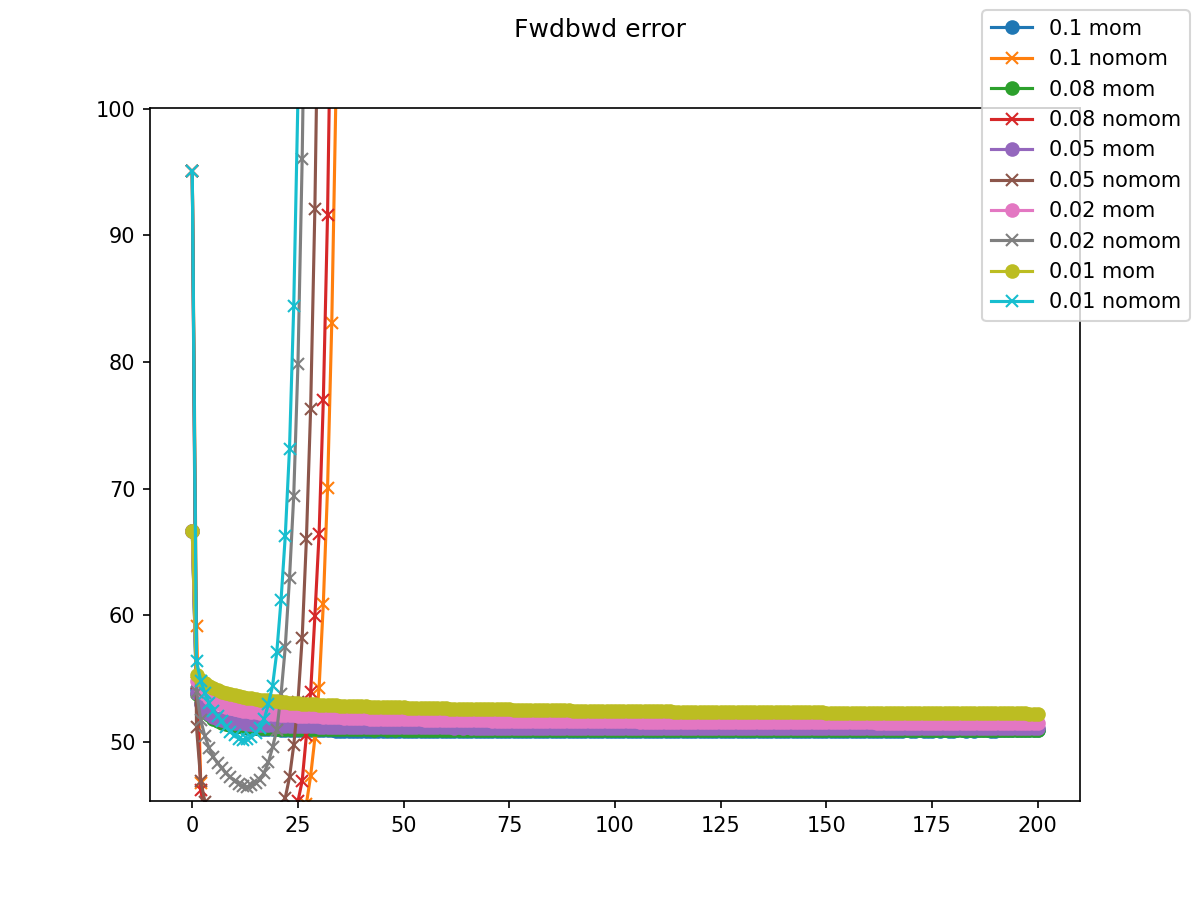 Fwdbwd error
0.1 mom
0.1 nomom
0.08 mom
0.08 nomom
0.05 mom
0.05 nomom
0.02 mom
0.02 nomom
0.01 mom
0.01 nomom
100
90
80
70
60
50
0 25 50 75 100 125 150 175 200